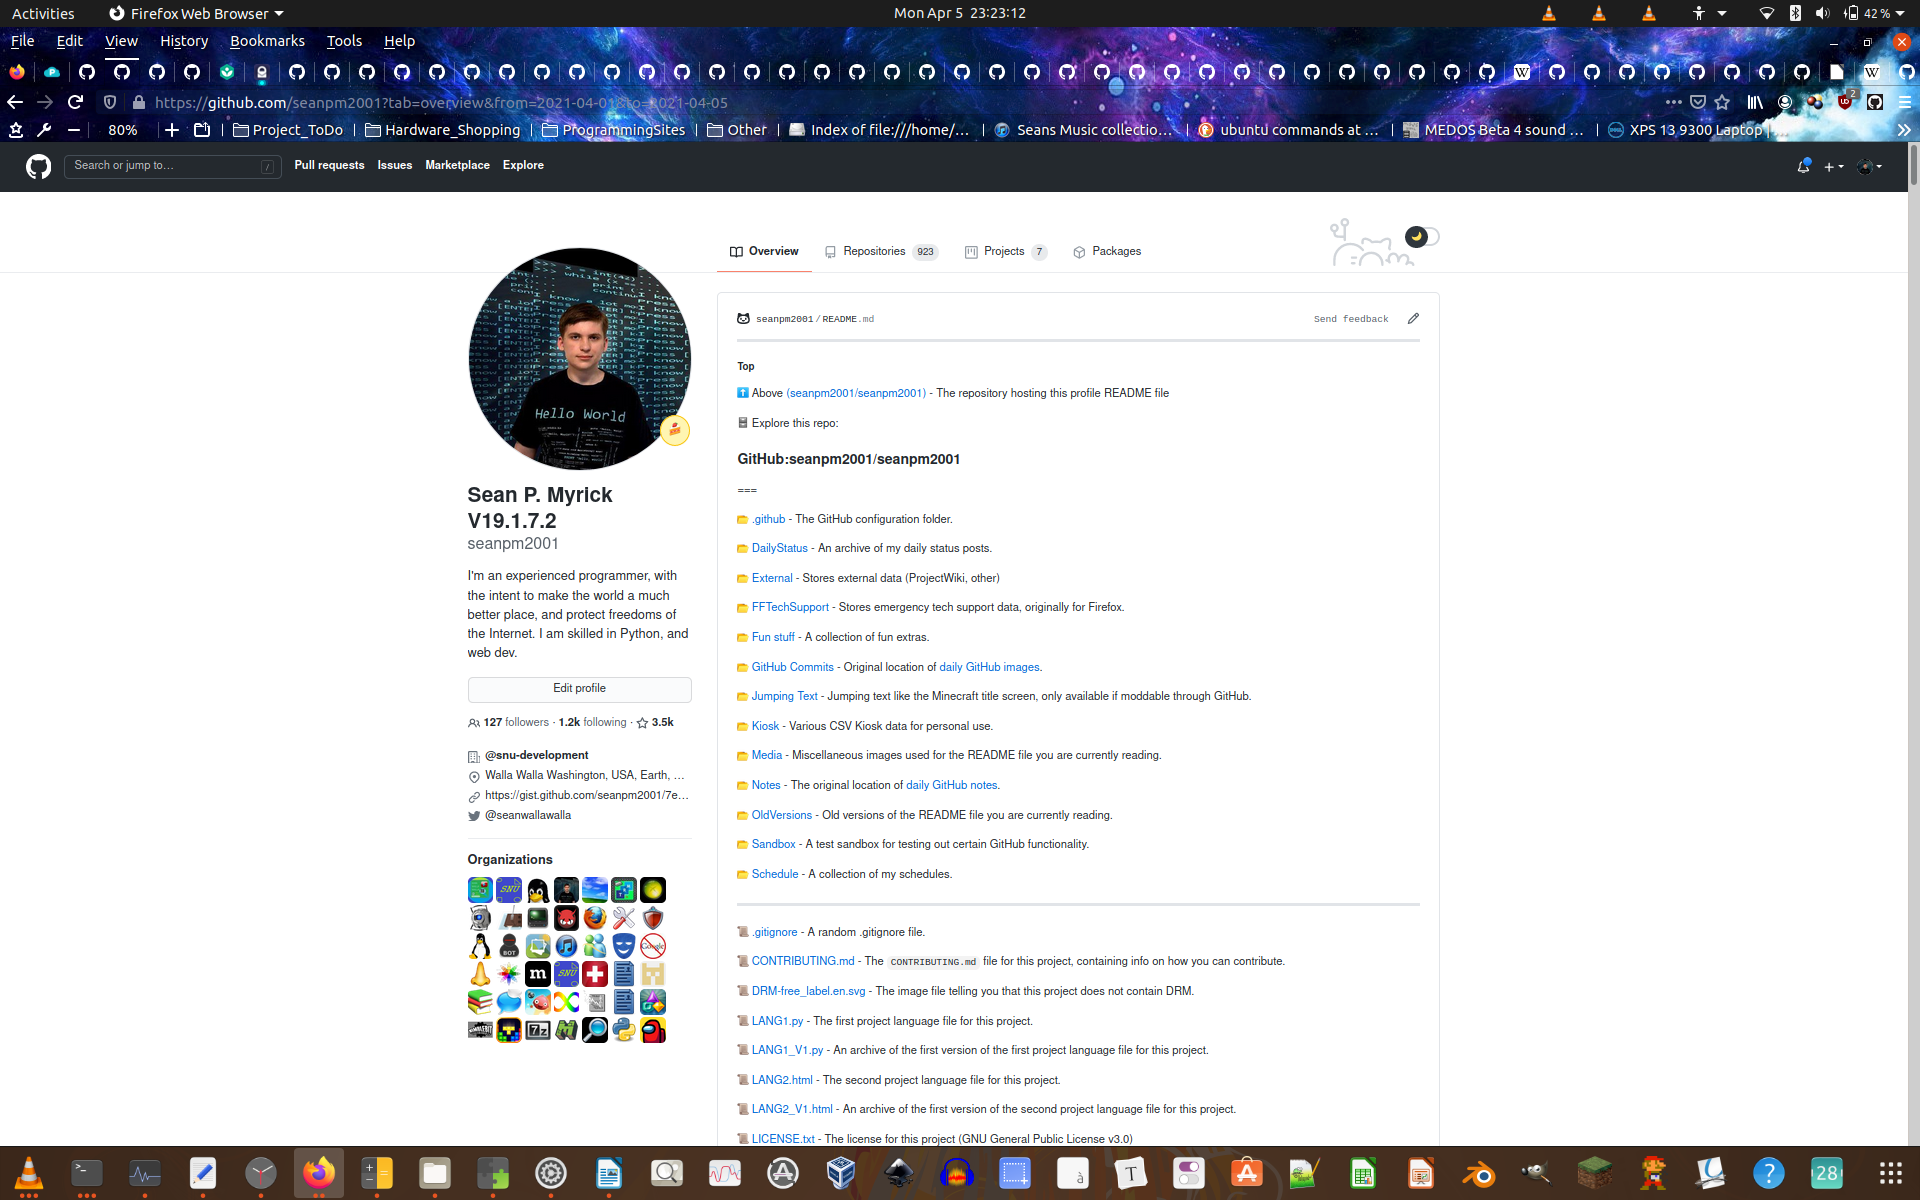 Activities
Firefox Web Browser
Mon Apr 5 23:23:12
42 %
File Edit View History Bookmarks Tools Help
https://github.com/seanpm2001?tab=overview&from=2021-04-01&to=2021-04-05
2
80%
Project_ToDo
Hardware_Shopping
ProgrammingSites
Other
Index of file:///home/…
Seans Music collectio…
ubuntu commands at …
MEDOS Beta 4 sound …
XPS 13 9300 Laptop | …
Search or jump to…
/
Pull requests Issues Marketplace Explore
Overview
Repositories 923
Projects 7
Packages
Hello World
seanpm2001/README.md
Send feedback
Top
Above (seanpm2001/seanpm2001) - The repository hosting this profile README file
Explore this repo:
GitHub:seanpm2001/seanpm2001
===
.github - The GitHub configuration folder.
DailyStatus - An archive of my daily status posts.
External - Stores external data (ProjectWiki, other)
FFTechSupport - Stores emergency tech support data, originally for Firefox.
Fun stuff - A collection of fun extras.
GitHub Commits - Original location of daily GitHub images.
Jumping Text - Jumping text like the Minecraft title screen, only available if moddable through GitHub.
Kiosk - Various CSV Kiosk data for personal use.
Media - Miscellaneous images used for the README file you are currently reading.
Notes - The original location of daily GitHub notes.
OldVersions - Old versions of the README file you are currently reading.
Sandbox - A test sandbox for testing out certain GitHub functionality.
Schedule - A collection of my schedules.
.gitignore - A random .gitignore file.
CONTRIBUTING.md - The CONTRIBUTING.md file for this project, containing info on how you can contribute.
DRM-free_label.en.svg - The image file telling you that this project does not contain DRM.
LANG1.py - The first project language file for this project.
LANG1_V1.py - An archive of the first version of the first project language file for this project.
LANG2.html - The second project language file for this project.
LANG2_V1.html - An archive of the first version of the second project language file for this project.
LICENSE.txt - The license for this project (GNU General Public License v3.0)
Sean P. Myrick
V19.1.7.2
seanpm2001
I'm an experienced programmer, with
the intent to make the world a much
better place, and protect freedoms of
the Internet. I am skilled in Python, and
web dev.
Edit profile
127 followers · 1.2k following · 3.5k
@snu-development
Walla Walla Washington, USA, Earth, …
https://gist.github.com/seanpm2001/7e…
@seanwallawalla
Organizations
SNU
BOT
Google
m
SNU
7z
28